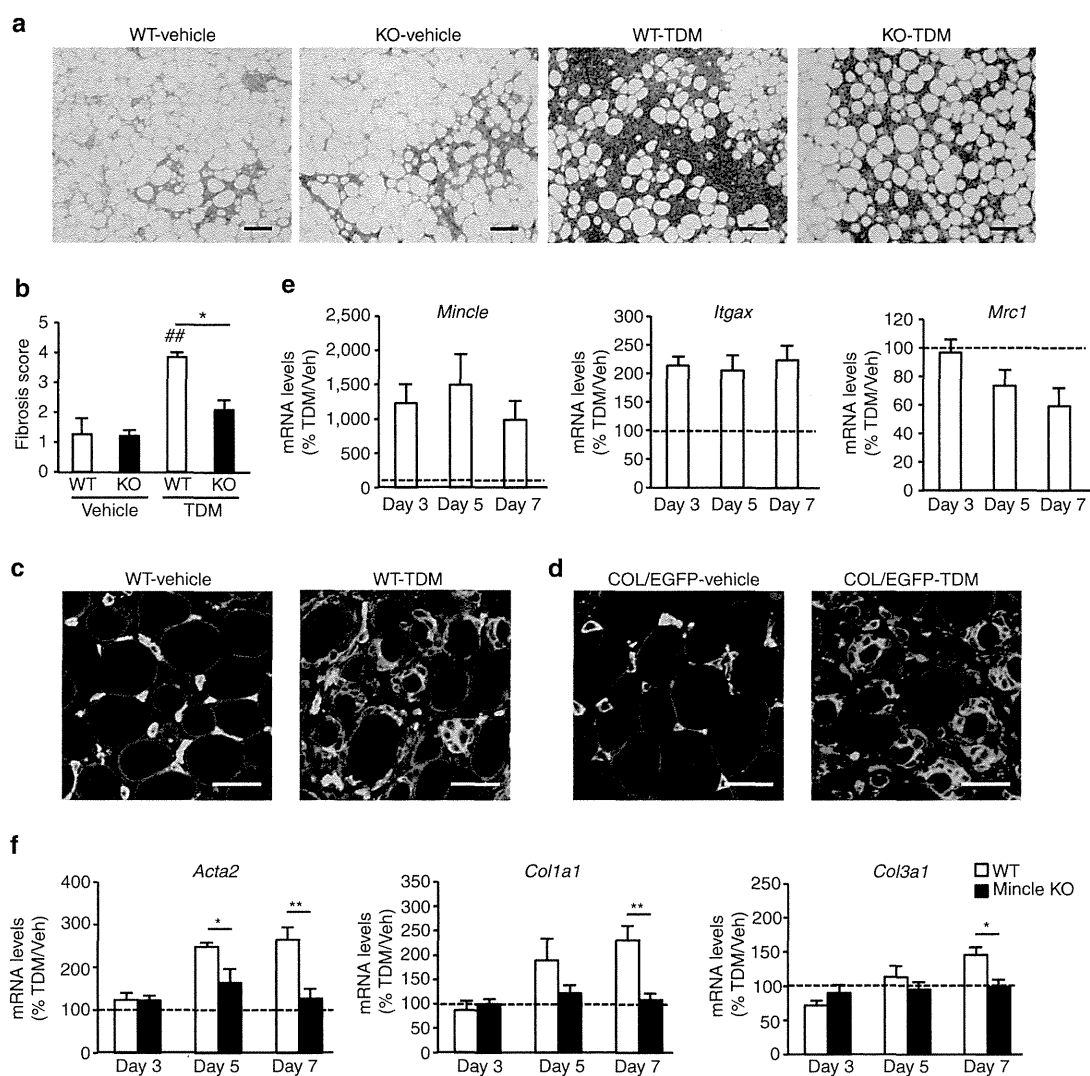 a
WT-vehicle
KO-vehicle
WT-TDM
KO-TDM
b
Fibrosis score
5
4
3
2
1
0
##
*
WT KO WT KO
Vehicle TDM
e
Mincle
mRNA levels
(% TDM/Veh)
2,500
2,000
1,500
1,000
500
0
Day 3 Day 5 Day 7
Itgax
mRNA levels
(% TDM/Veh)
300
250
200
150
100
50
0
Day 3 Day 5 Day 7
Mrc1
mRNA levels
(% TDM/Veh)
120
100
80
60
40
20
0
Day 3 Day 5 Day 7
c
WT-vehicle
WT-TDM
d
COL/EGFP-vehicle
COL/EGFP-TDM
f
Acta2
mRNA levels
(% TDM/Veh)
400
300
200
100
0
*
**
Day 3 Day 5 Day 7
Col1a1
mRNA levels
(% TDM/Veh)
350
300
250
200
150
100
50
0
**
Day 3 Day 5 Day 7
Col3a1
mRNA levels
(% TDM/Veh)
250
200
150
100
50
0
*
Day 3 Day 5 Day 7
WT
Mincle KO